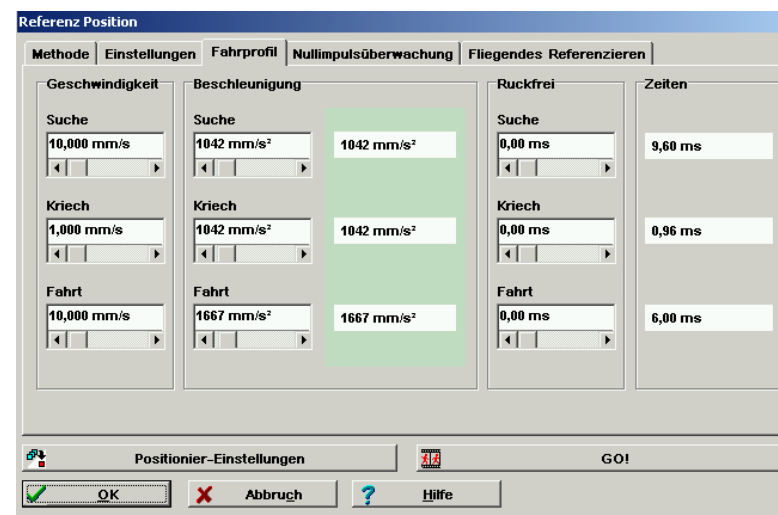 Referenz Position
Methode Einstellungen Fahrprofil Nullimpulsüberwachung Fliegendes Referenzieren
Geschwindigkeit Beschleunigung Ruckfrei Zeiten
Suche Suche Suche
10,000 mm/s 1042 mm/s² 1042 mm/s² 0,00 ms 9,60 ms
Kriech Kriech Kriech
1,000 mm/s 1042 mm/s² 1042 mm/s² 0,00 ms 0,96 ms
Fahrt Fahrt Fahrt
10,000 mm/s 1667 mm/s² 1667 mm/s² 0,00 ms 6,00 ms
Positionier-Einstellungen GO!
OK Abbruch Hilfe